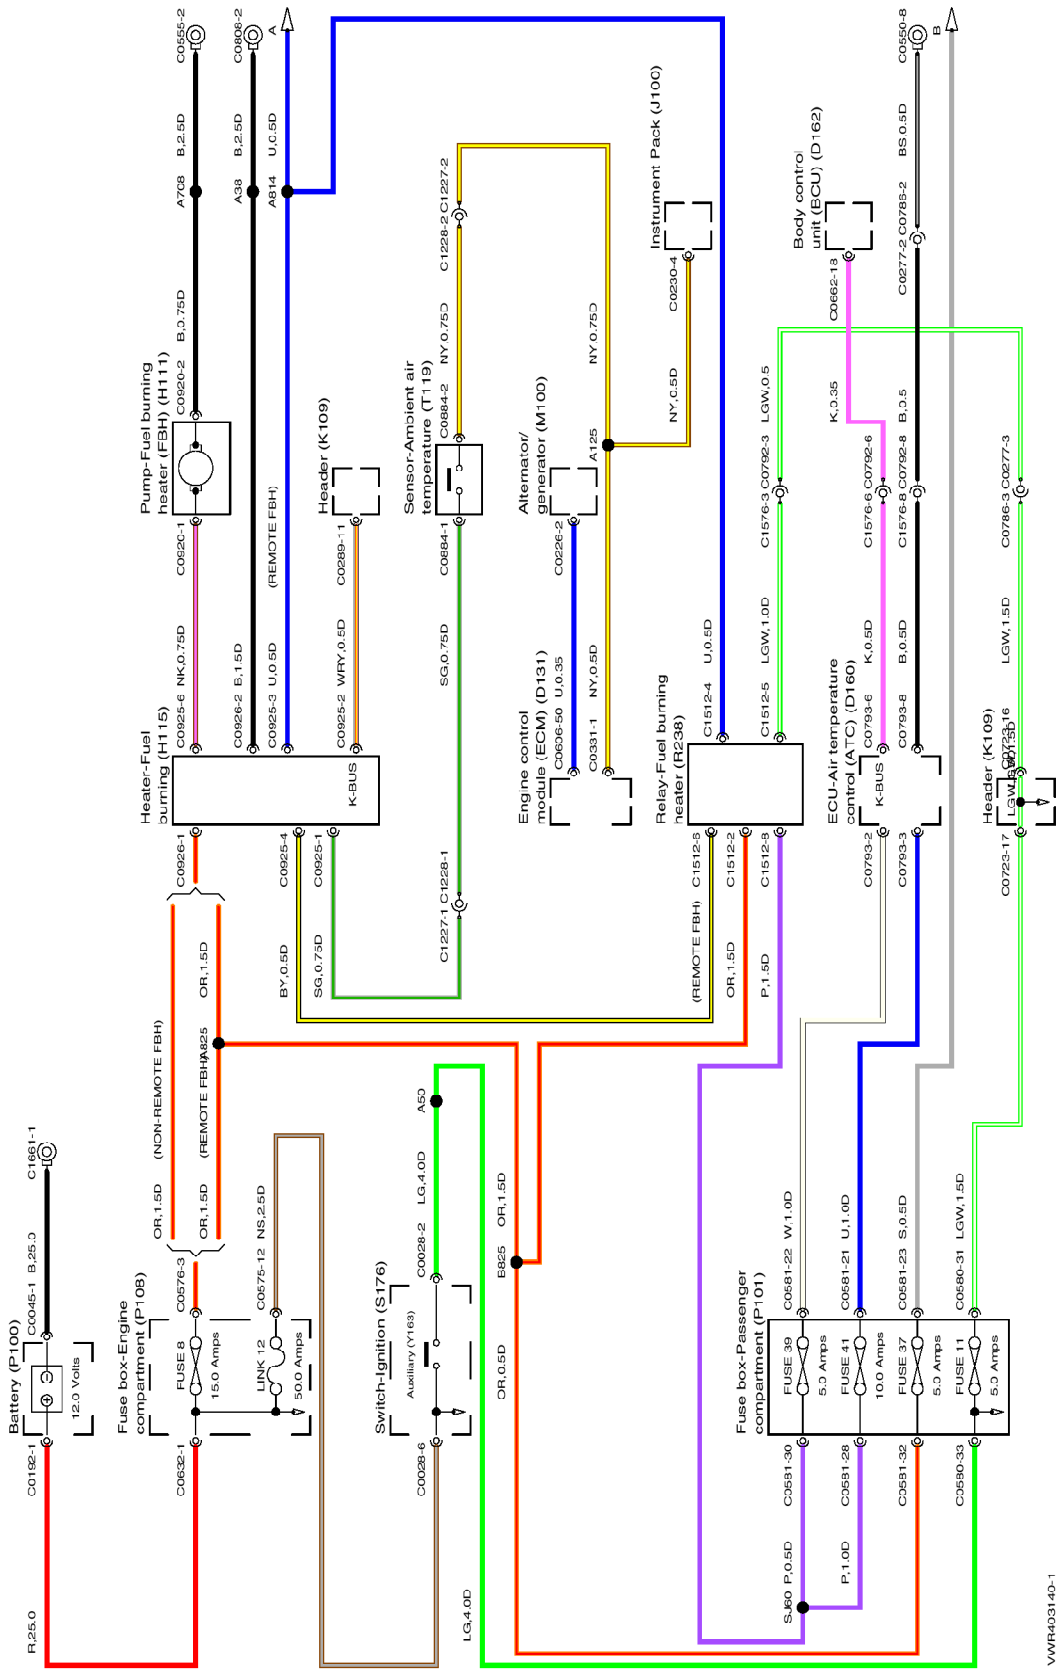 Battery (P100)
12.0 Volts
C0192-1
C0045-1
B,25.0
C1661-1
R,25.0
Fuse box-Engine
compartment (P108)
FUSE 8
15.0 Amps
LINK 12
50.0 Amps
C0632-1
C0576-3
C0575-12
NS,2.5D
OR,1.5D
(NON-REMOTE FBH)
OR,1.5D
(REMOTE FBH)
A825
OR,1.5D
Switch-Ignition (S176)
Auxiliary (Y163)
C0028-6
C0028-2
LG,4.0D
A50
LG,4.0D
OR,0.5D
B825
OR,1.5D
Fuse box-Passenger
compartment (P101)
FUSE 39
5.0 Amps
FUSE 41
10.0 Amps
FUSE 37
5.0 Amps
FUSE 11
5.0 Amps
C0581-30
C0581-28
C0581-32
C0580-33
SJ60
P,0.5D
P,1.0D
C0581-22
W,1.0D
C0581-21
U,1.0D
C0581-23
S,0.5D
C0580-31
LGW,1.5D
Heater-Fuel
burning (H115)
K-BUS
C0926-1
C0925-4
C0925-1
BY,0.5D
SG,0.75D
C1227-1
C1228-1
C0925-6
NK,0.75D
C0926-2
B,1.5D
C0925-3
U,0.5D
(REMOTE FBH)
C0925-2
WRY,0.5D
C0289-11
Header (K109)
Pump-Fuel burning
heater (FBH) (H111)
C0920-1
C0920-2
B,0.75D
A708
B,2.5D
C0555-2
A38
B,2.5D
C0808-2
A814
U,0.5D
A
Sensor-Ambient air
temperature (T119)
C0884-1
SG,0.75D
C0884-2
NY,0.75D
C1228-2
C1227-2
Alternator/
generator (M100)
C0226-2
U,0.35
C0606-50
Engine control
module (ECM) (D131)
C0331-1
NY,0.5D
A125
NY,0.75D
NY,0.5D
C0230-4
Instrument Pack (J100)
Relay-Fuel burning
heater (R238)
(REMOTE FBH)
OR,1.5D
C1512-2
P,1.5D
C1512-8
C1512-4
U,0.5D
C1512-5
LGW,1.0D
C1576-3
C0792-3
LGW,0.5
ECU-Air temperature
control (ATC) (D160)
K-BUS
C0793-2
C0793-3
C0793-6
K,0.5D
C1576-6
C0792-6
K,0.35
C0662-18
Body control
unit (BCU) (D162)
C0793-8
B,0.5D
C1576-8
C0792-8
B,0.5
C0277-2
C0786-2
BS,0.5D
C0550-8
B
Header (K109)
C0723-17
C0723-16
LGW,1.5D
C0786-3
C0277-3
VWR403140-1